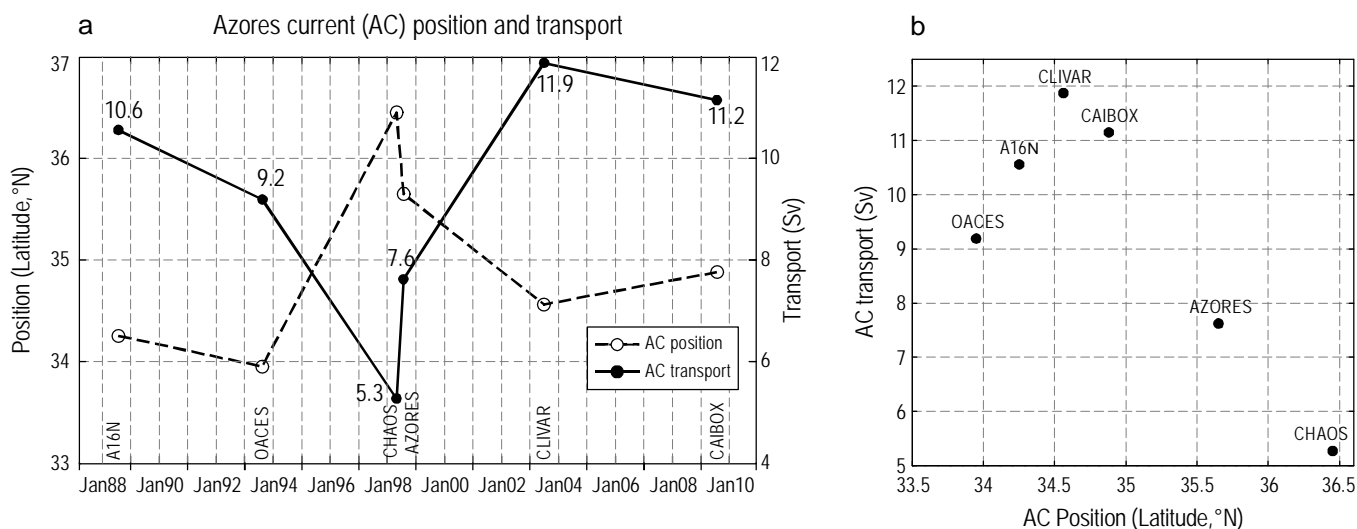 a
Azores current (AC) position and transport
37
36
35
34
33
Position (Latitude,°N)
10.6
9.2
5.3
7.6
11.9
11.2
AC position
AC transport
A16N
OACES
CHAOS
AZORES
CLIVAR
CAIBOX
12
10
8
6
4
Transport (Sv)
Jan88 Jan90 Jan92 Jan94 Jan96 Jan98 Jan00 Jan02 Jan04 Jan06 Jan08 Jan10
b
12
11
10
9
8
7
6
5
AC transport (Sv)
CLIVAR
CAIBOX
A16N
OACES
AZORES
CHAOS
33.5 34 34.5 35 35.5 36 36.5
AC Position (Latitude,°N)